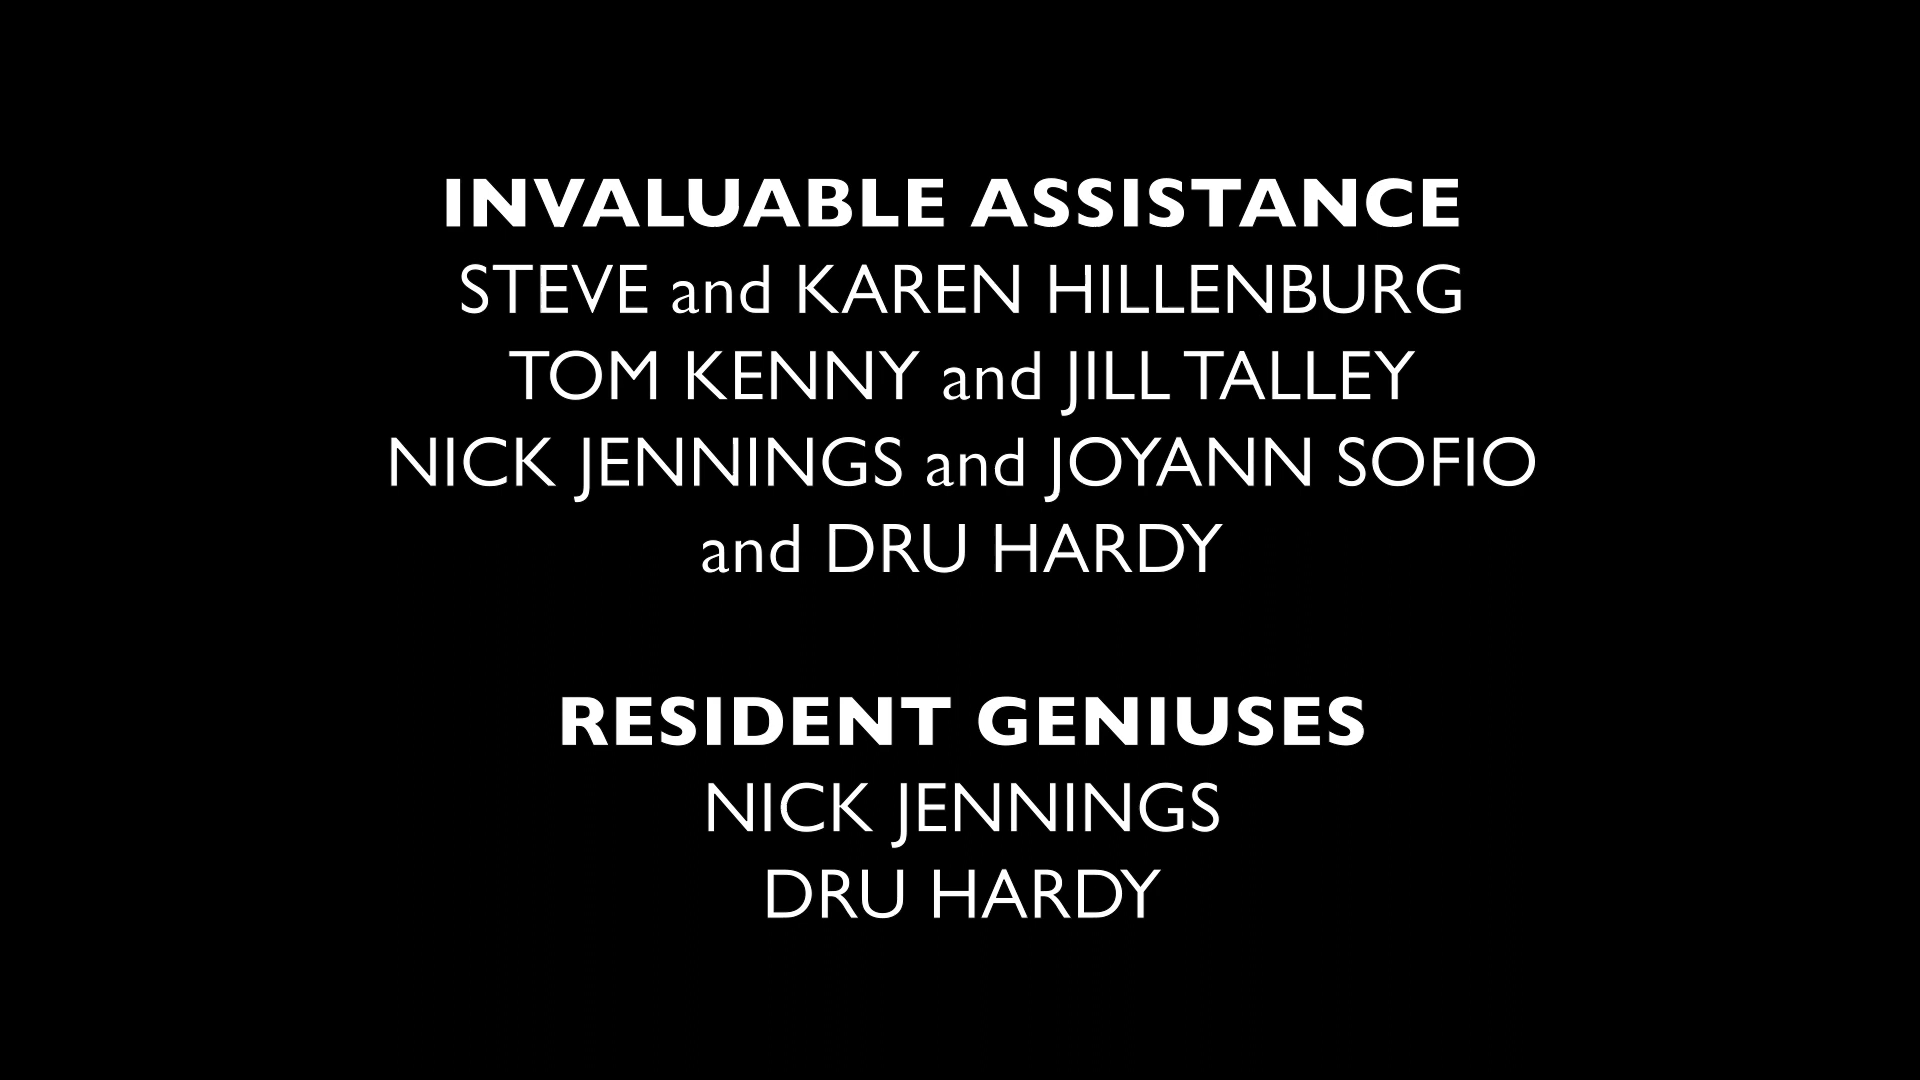 INVALUABLE ASSISTANCE
STEVE and KAREN HILLENBURG
TOM KENNY and JILL TALLEY
NICK JENNINGS and JOYANN SOFIO
and DRU HARDY
RESIDENT GENIUSES
NICK JENNINGS
DRU HARDY